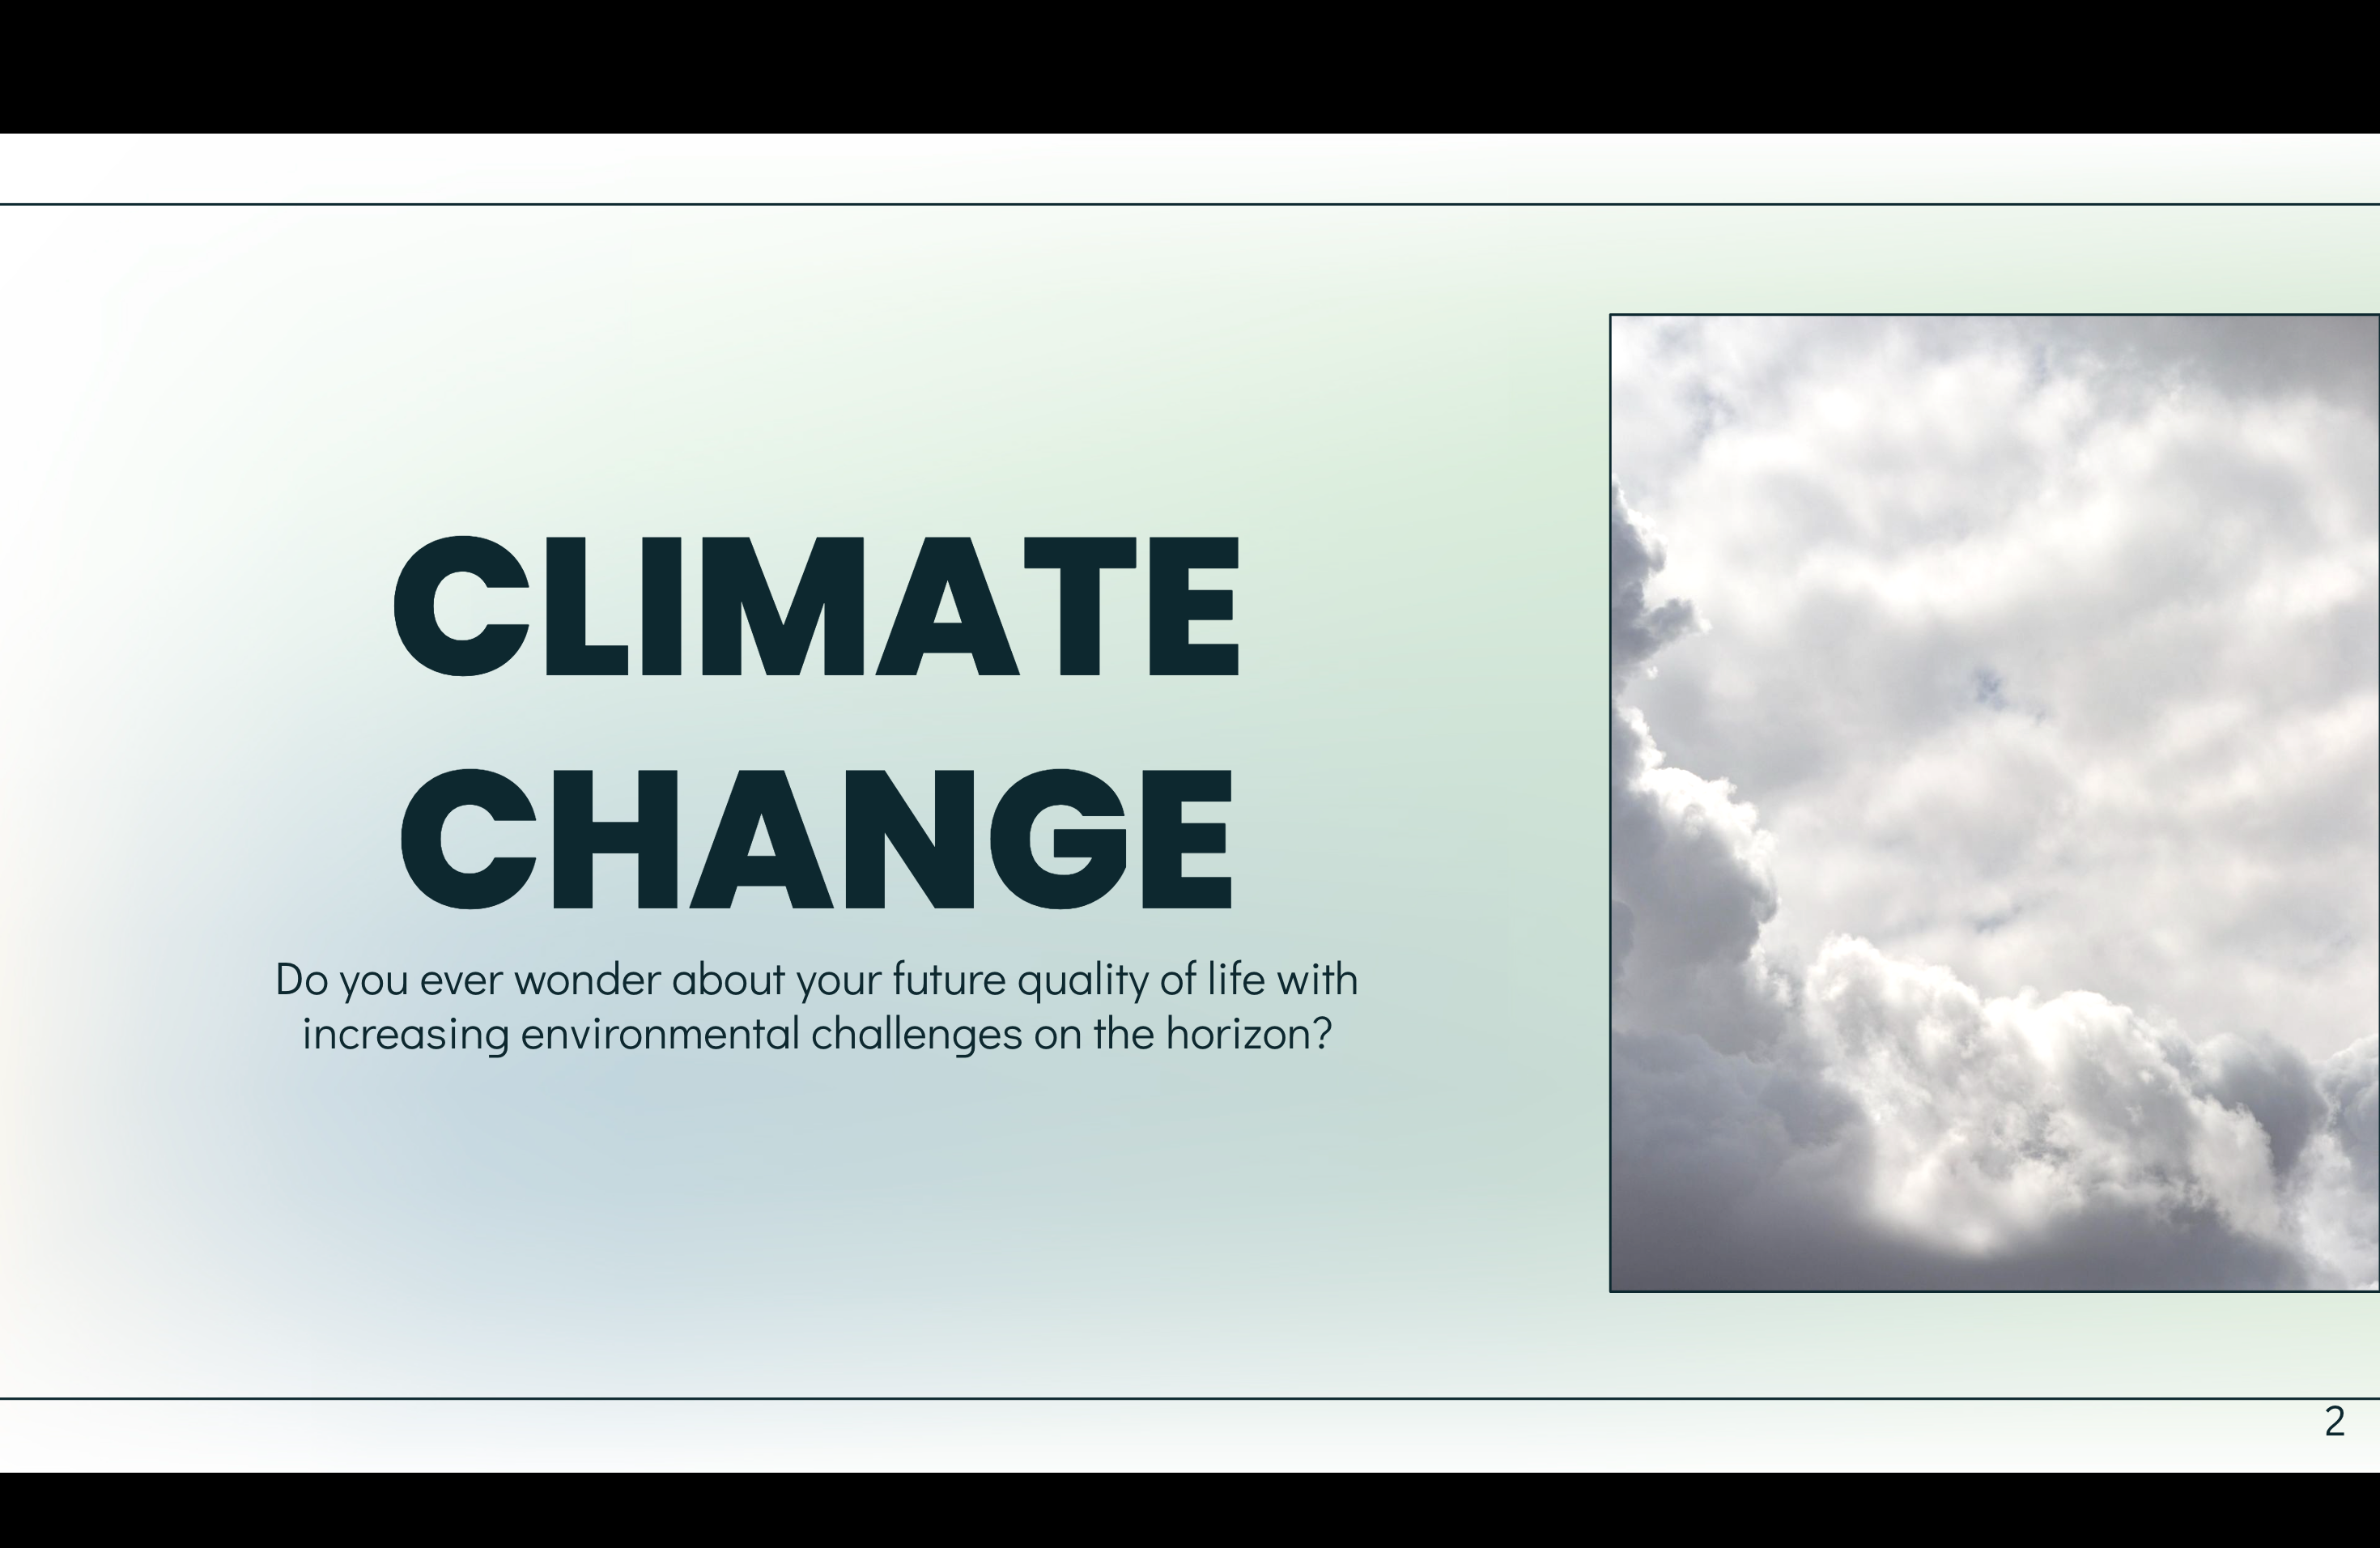 CLIMATE
CHANGE
Do you ever wonder about your future quality of life with
increasing environmental challenges on the horizon?
2